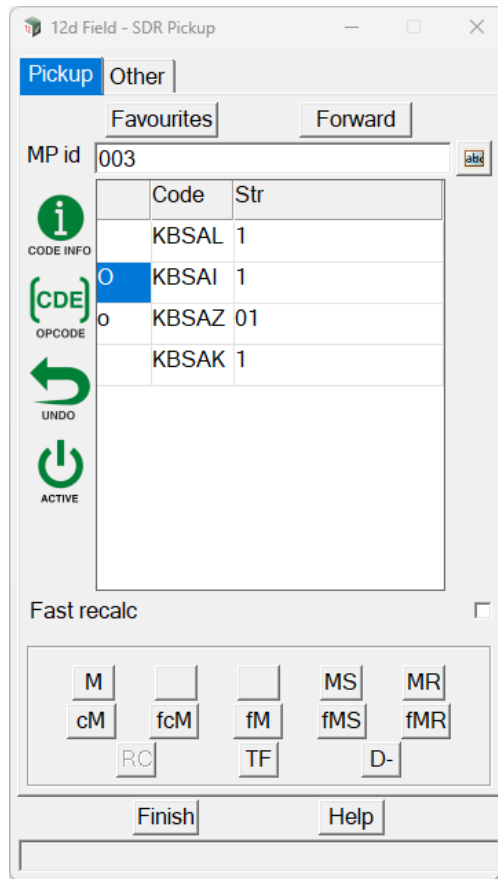 12d Field - SDR Pickup
Pickup Other
Favourites Forward
MP id 003 abc
Code Str
KBSAL 1
O KBSAI 1
o KBSAZ 01
KBSAK 1
i
CODE INFO
(CDE)
OPCODE
UNDO
ACTIVE
Fast recalc
M MS MR
cM fcM fM fMS fMR
RC TF D-
Finish Help